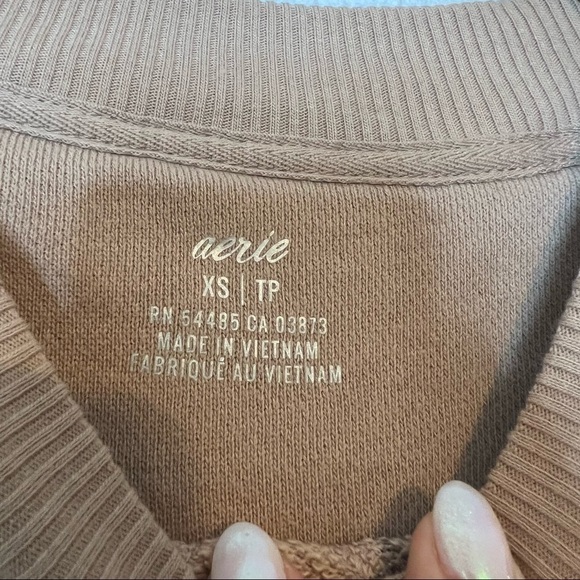 aerie
XS | TP
RN 54485 CA 03873
MADE IN VIETNAM
FABRIQUÉ AU VIETNAM